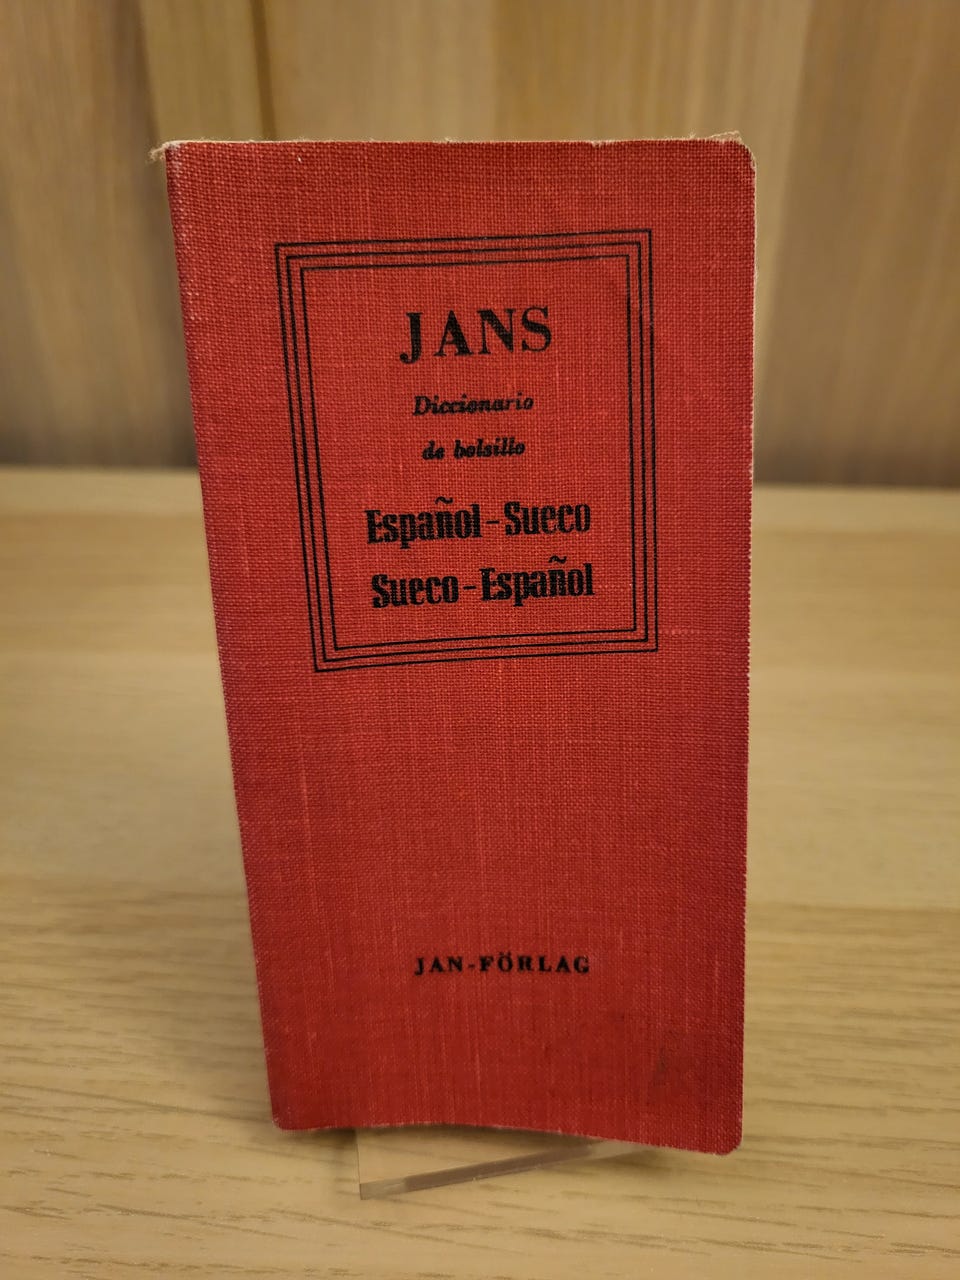 JANS
Diccionario
de bolsillo
Español-Sueco
Sueco-Español
JAN-FÖRLAG